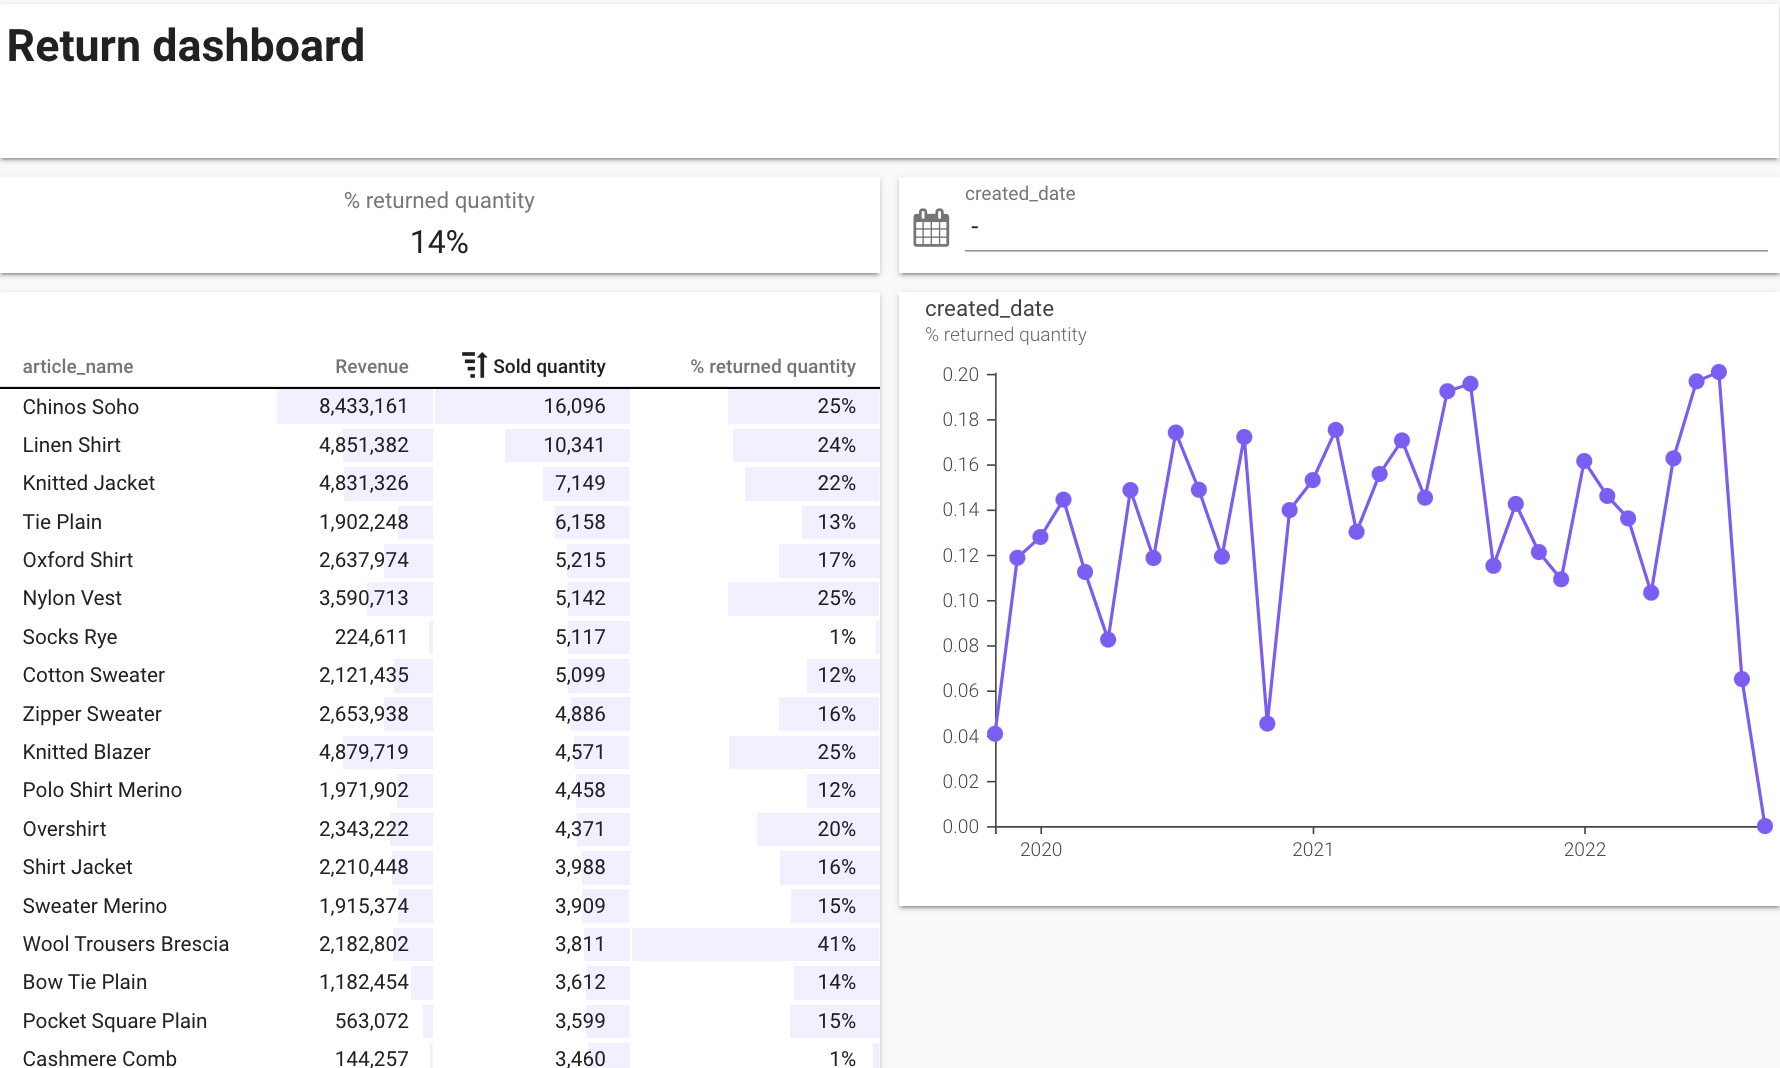 Return dashboard
% returned quantity
14%
created_date
-
article_name Revenue Sold quantity % returned quantity
Chinos Soho 8,433,161 16,096 25%
Linen Shirt 4,851,382 10,341 24%
Knitted Jacket 4,831,326 7,149 22%
Tie Plain 1,902,248 6,158 13%
Oxford Shirt 2,637,974 5,215 17%
Nylon Vest 3,590,713 5,142 25%
Socks Rye 224,611 5,117 1%
Cotton Sweater 2,121,435 5,099 12%
Zipper Sweater 2,653,938 4,886 16%
Knitted Blazer 4,879,719 4,571 25%
Polo Shirt Merino 1,971,902 4,458 12%
Overshirt 2,343,222 4,371 20%
Shirt Jacket 2,210,448 3,988 16%
Sweater Merino 1,915,374 3,909 15%
Wool Trousers Brescia 2,182,802 3,811 41%
Bow Tie Plain 1,182,454 3,612 14%
Pocket Square Plain 563,072 3,599 15%
Cashmere Comb 144,257 3,460 1%
created_date
% returned quantity
0.20
0.18
0.16
0.14
0.12
0.10
0.08
0.06
0.04
0.02
0.00
2020 2021 2022